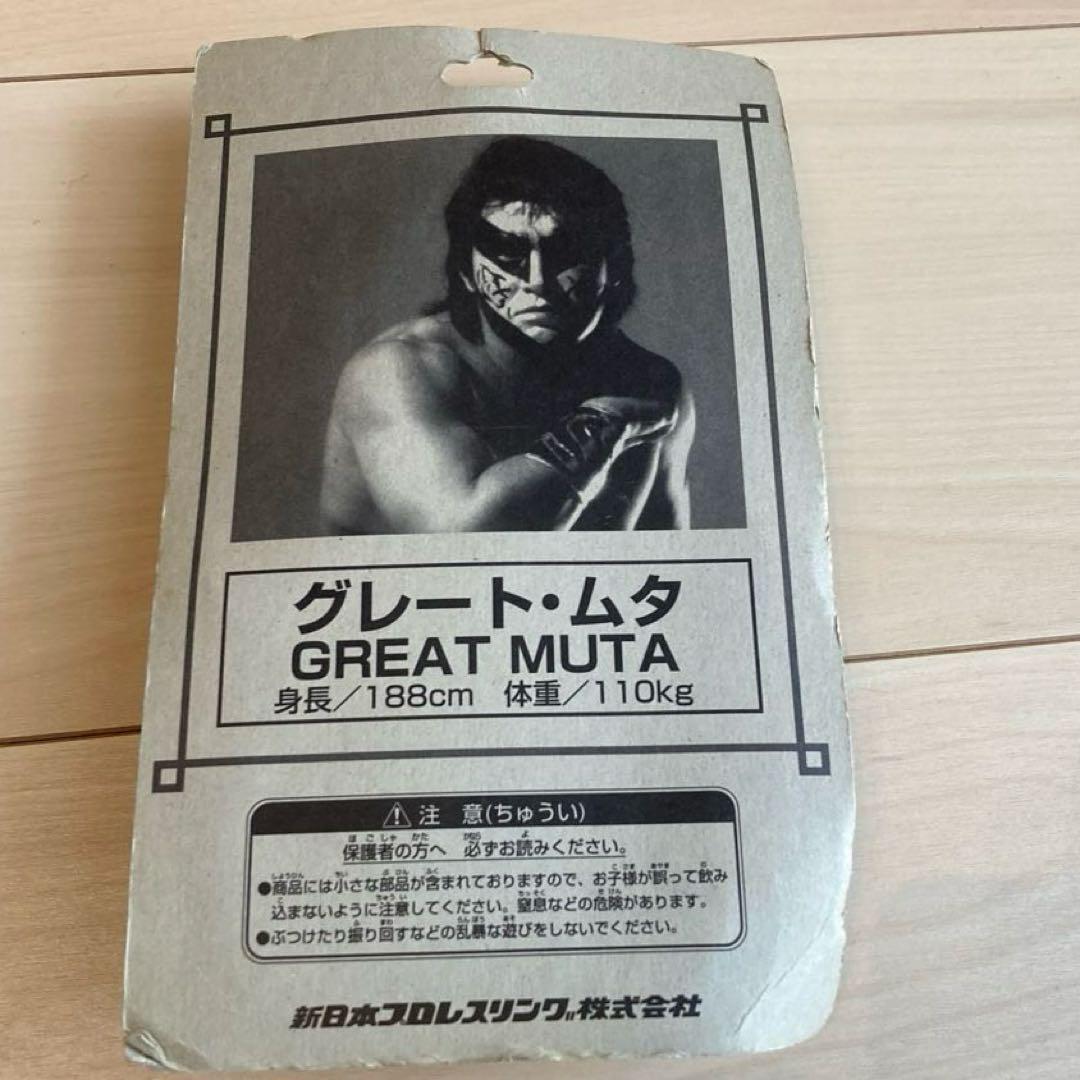 グレート・ムタ
GREAT MUTA
身長／188cm　体重／110kg
⚠注　意(ちゅうい)
保護者の方へ　必ずお読みください。
●商品には小さな部品が含まれておりますので、お子様が誤って飲み
込まないように注意してください。窒息などの危険があります。
●ぶつけたり振り回すなどの乱暴な遊びをしないでください。
新日本プロレスリング株式会社